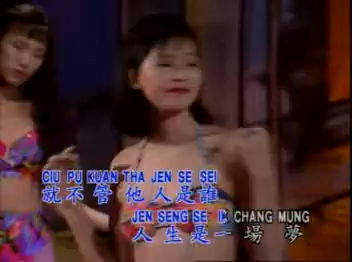 CIU PU KUAN THA JEN SE SEI
就不管他人是誰
JEN SENG SE I CHANG MUNG
人生是一場夢